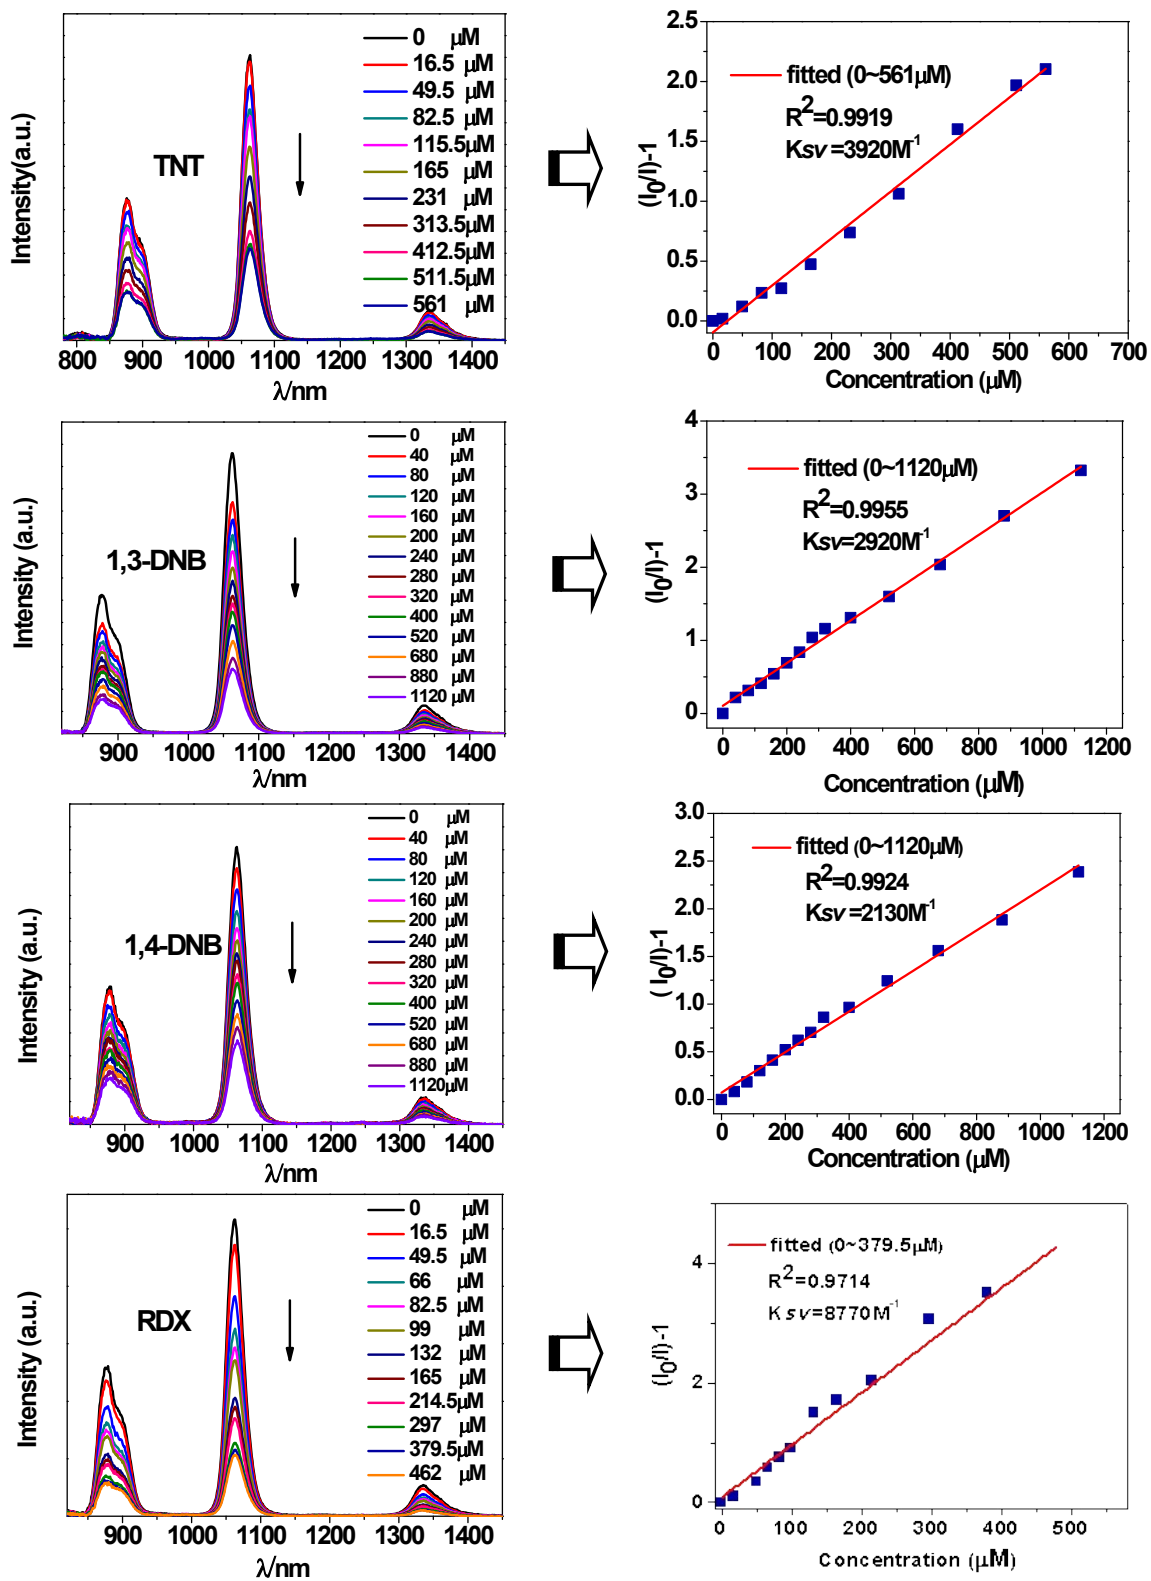 Intensity(a.u.)
TNT
0 μM
16.5 μM
49.5 μM
82.5 μM
115.5μM
165 μM
231 μM
313.5μM
412.5μM
511.5μM
561 μM
800 900 1000 1100 1200 1300 1400
λ/nm
(I0/I)-1
2.5
2.0
1.5
1.0
0.5
0.0
fitted (0~561μM)
R2=0.9919
Ksv=3920M-1
0 100 200 300 400 500 600 700
Concentration (μM)
Intensity (a.u.)
1,3-DNB
0 μM
40 μM
80 μM
120 μM
160 μM
200 μM
240 μM
280 μM
320 μM
400 μM
520 μM
680 μM
880 μM
1120 μM
900 1000 1100 1200 1300 1400
λ/nm
(I0/I)-1
4
3
2
1
0
fitted (0~1120μM)
R2=0.9955
Ksv=2920M-1
0 200 400 600 800 1000 1200
Concentration (μM)
Intensity (a.u.)
1,4-DNB
0 μM
40 μM
80 μM
120 μM
160 μM
200 μM
240 μM
280 μM
320 μM
400 μM
520 μM
680 μM
880 μM
1120μM
900 1000 1100 1200 1300 1400
λ/nm
( I0/I)-1
3.0
2.5
2.0
1.5
1.0
0.5
0.0
fitted (0~1120μM)
R2=0.9924
Ksv=2130M-1
0 200 400 600 800 1000 1200
Concentration (μM)
Intensity (a.u.)
RDX
0 μM
16.5 μM
49.5 μM
66 μM
82.5 μM
99 μM
132 μM
165 μM
214.5μM
297 μM
379.5μM
462 μM
900 1000 1100 1200 1300 1400
λ/nm
(I0/I)-1
4
2
0
fitted (0~379.5μM)
R2=0.9714
Ksv=8770M-1
0 100 200 300 400 500
Concentration (μM)